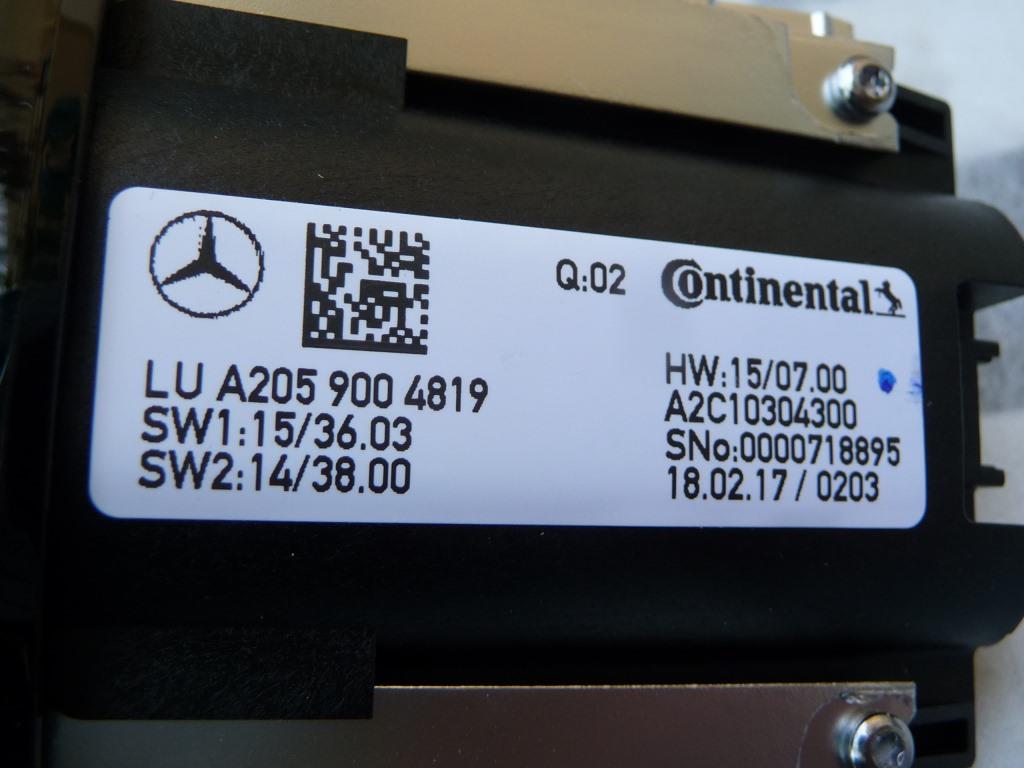 Q:02
Continental
LU A205 900 4819
SW1:15/36.03
SW2:14/38.00
HW:15/07.00
A2C10304300
SNo:0000718895
18.02.17 / 0203